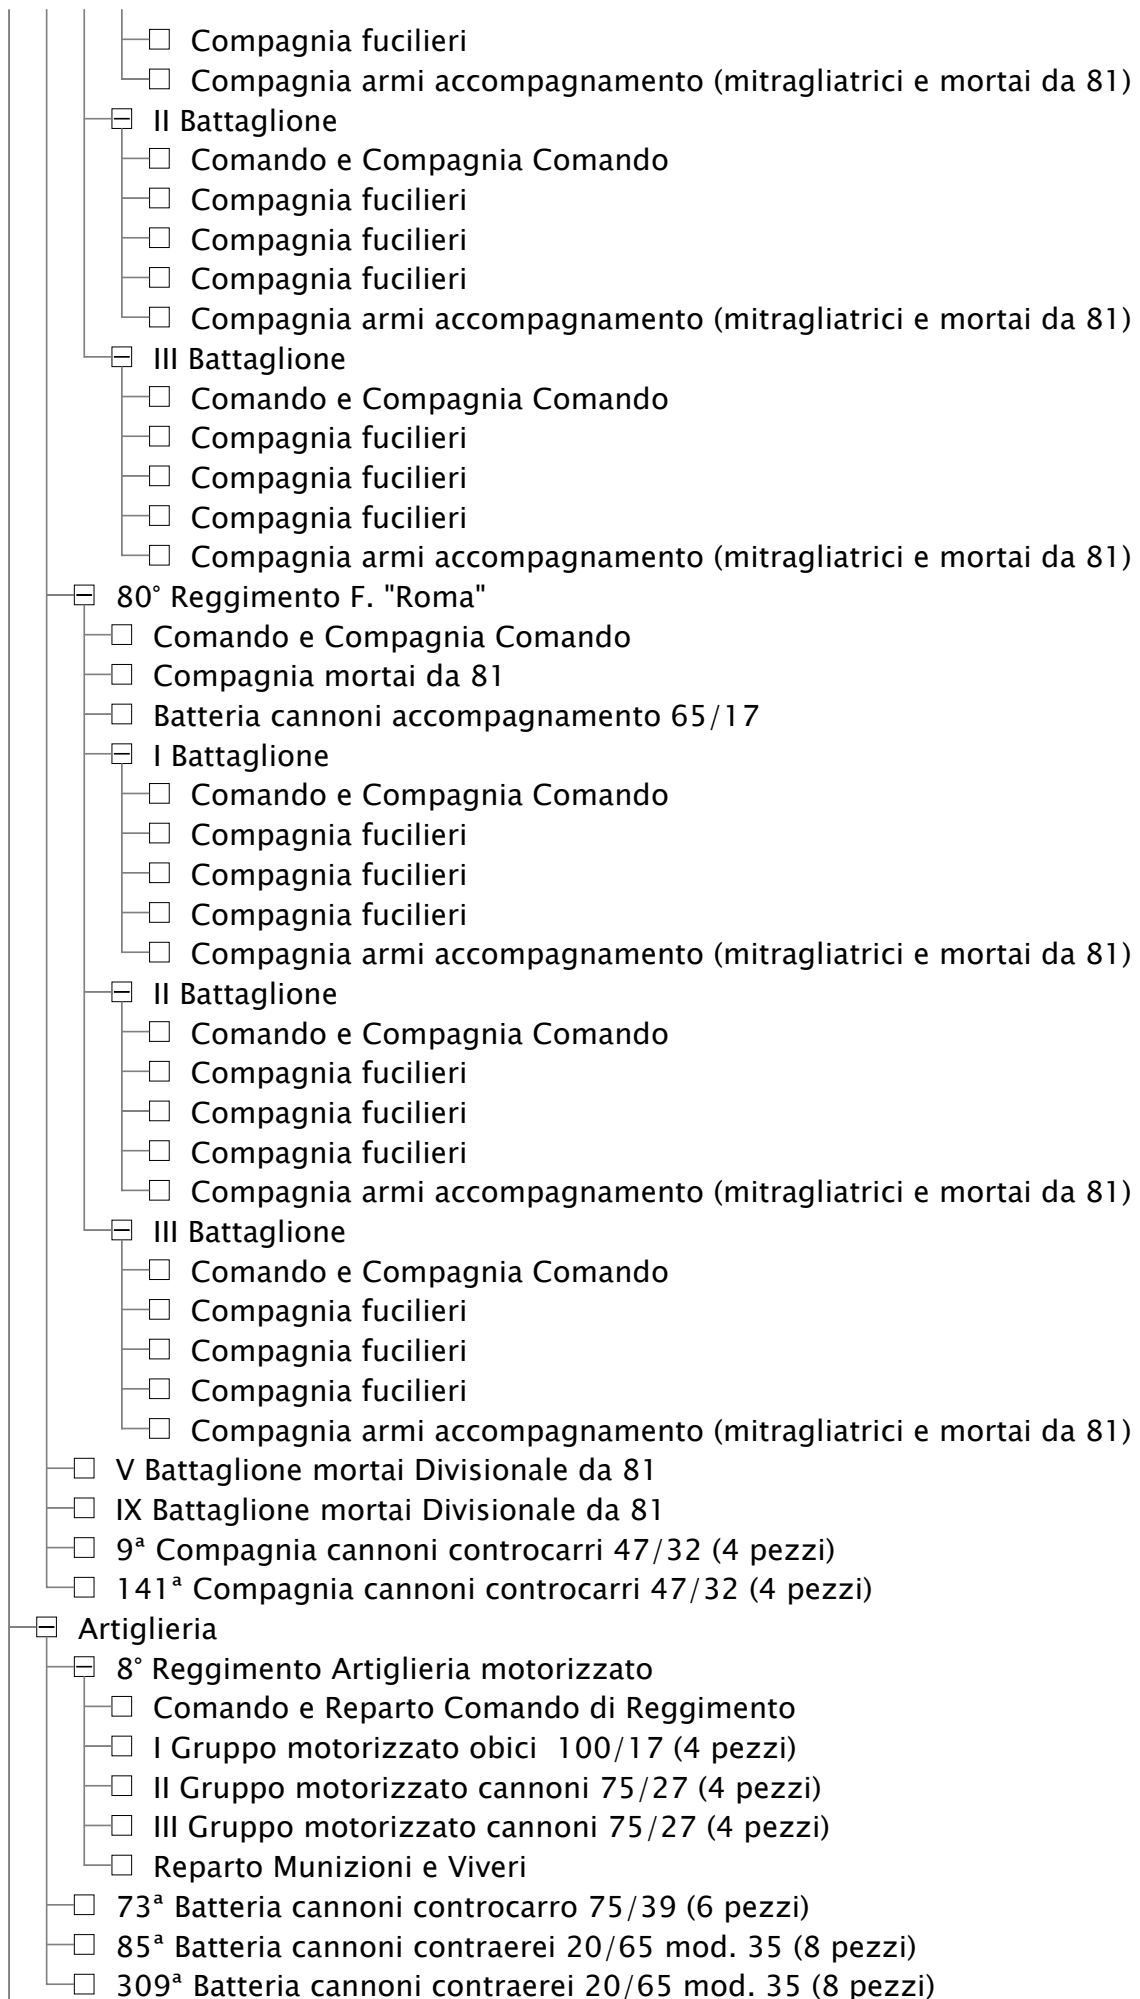 Compagnia fucilieri
Compagnia armi accompagnamento (mitragliatrici e mortai da 81)
II Battaglione
Comando e Compagnia Comando
Compagnia fucilieri
Compagnia fucilieri
Compagnia fucilieri
Compagnia armi accompagnamento (mitragliatrici e mortai da 81)
III Battaglione
Comando e Compagnia Comando
Compagnia fucilieri
Compagnia fucilieri
Compagnia fucilieri
Compagnia armi accompagnamento (mitragliatrici e mortai da 81)
80° Reggimento F. "Roma"
Comando e Compagnia Comando
Compagnia mortai da 81
Batteria cannoni accompagnamento 65/17
I Battaglione
Comando e Compagnia Comando
Compagnia fucilieri
Compagnia fucilieri
Compagnia fucilieri
Compagnia armi accompagnamento (mitragliatrici e mortai da 81)
II Battaglione
Comando e Compagnia Comando
Compagnia fucilieri
Compagnia fucilieri
Compagnia fucilieri
Compagnia armi accompagnamento (mitragliatrici e mortai da 81)
III Battaglione
Comando e Compagnia Comando
Compagnia fucilieri
Compagnia fucilieri
Compagnia fucilieri
Compagnia armi accompagnamento (mitragliatrici e mortai da 81)
V Battaglione mortai Divisionale da 81
IX Battaglione mortai Divisionale da 81
9ª Compagnia cannoni controcarri 47/32 (4 pezzi)
141ª Compagnia cannoni controcarri 47/32 (4 pezzi)
Artiglieria
8° Reggimento Artiglieria motorizzato
Comando e Reparto Comando di Reggimento
I Gruppo motorizzato obici  100/17 (4 pezzi)
II Gruppo motorizzato cannoni 75/27 (4 pezzi)
III Gruppo motorizzato cannoni 75/27 (4 pezzi)
Reparto Munizioni e Viveri
73ª Batteria cannoni controcarro 75/39 (6 pezzi)
85ª Batteria cannoni contraerei 20/65 mod. 35 (8 pezzi)
309ª Batteria cannoni contraerei 20/65 mod. 35 (8 pezzi)